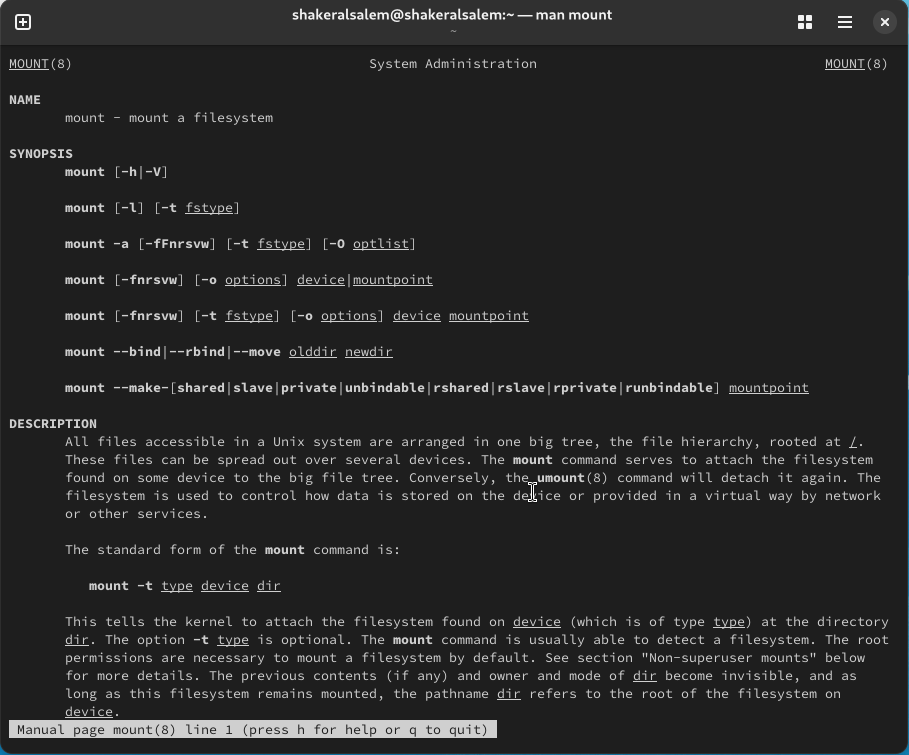 shakeralsalem@shakeralsalem:~ — man mount
~
MOUNT(8) System Administration MOUNT(8)
NAME
mount - mount a filesystem
SYNOPSIS
mount [-h|-V]
mount [-l] [-t fstype]
mount -a [-fFnrsvw] [-t fstype] [-O optlist]
mount [-fnrsvw] [-o options] device|mountpoint
mount [-fnrsvw] [-t fstype] [-o options] device mountpoint
mount --bind|--rbind|--move olddir newdir
mount --make-[shared|slave|private|unbindable|rshared|rslave|rprivate|runbindable] mountpoint
DESCRIPTION
All files accessible in a Unix system are arranged in one big tree, the file hierarchy, rooted at /.
These files can be spread out over several devices. The mount command serves to attach the filesystem
found on some device to the big file tree. Conversely, the umount(8) command will detach it again. The
filesystem is used to control how data is stored on the device or provided in a virtual way by network
or other services.
The standard form of the mount command is:
mount -t type device dir
This tells the kernel to attach the filesystem found on device (which is of type type) at the directory
dir. The option -t type is optional. The mount command is usually able to detect a filesystem. The root
permissions are necessary to mount a filesystem by default. See section "Non-superuser mounts" below
for more details. The previous contents (if any) and owner and mode of dir become invisible, and as
long as this filesystem remains mounted, the pathname dir refers to the root of the filesystem on
device.
Manual page mount(8) line 1 (press h for help or q to quit)